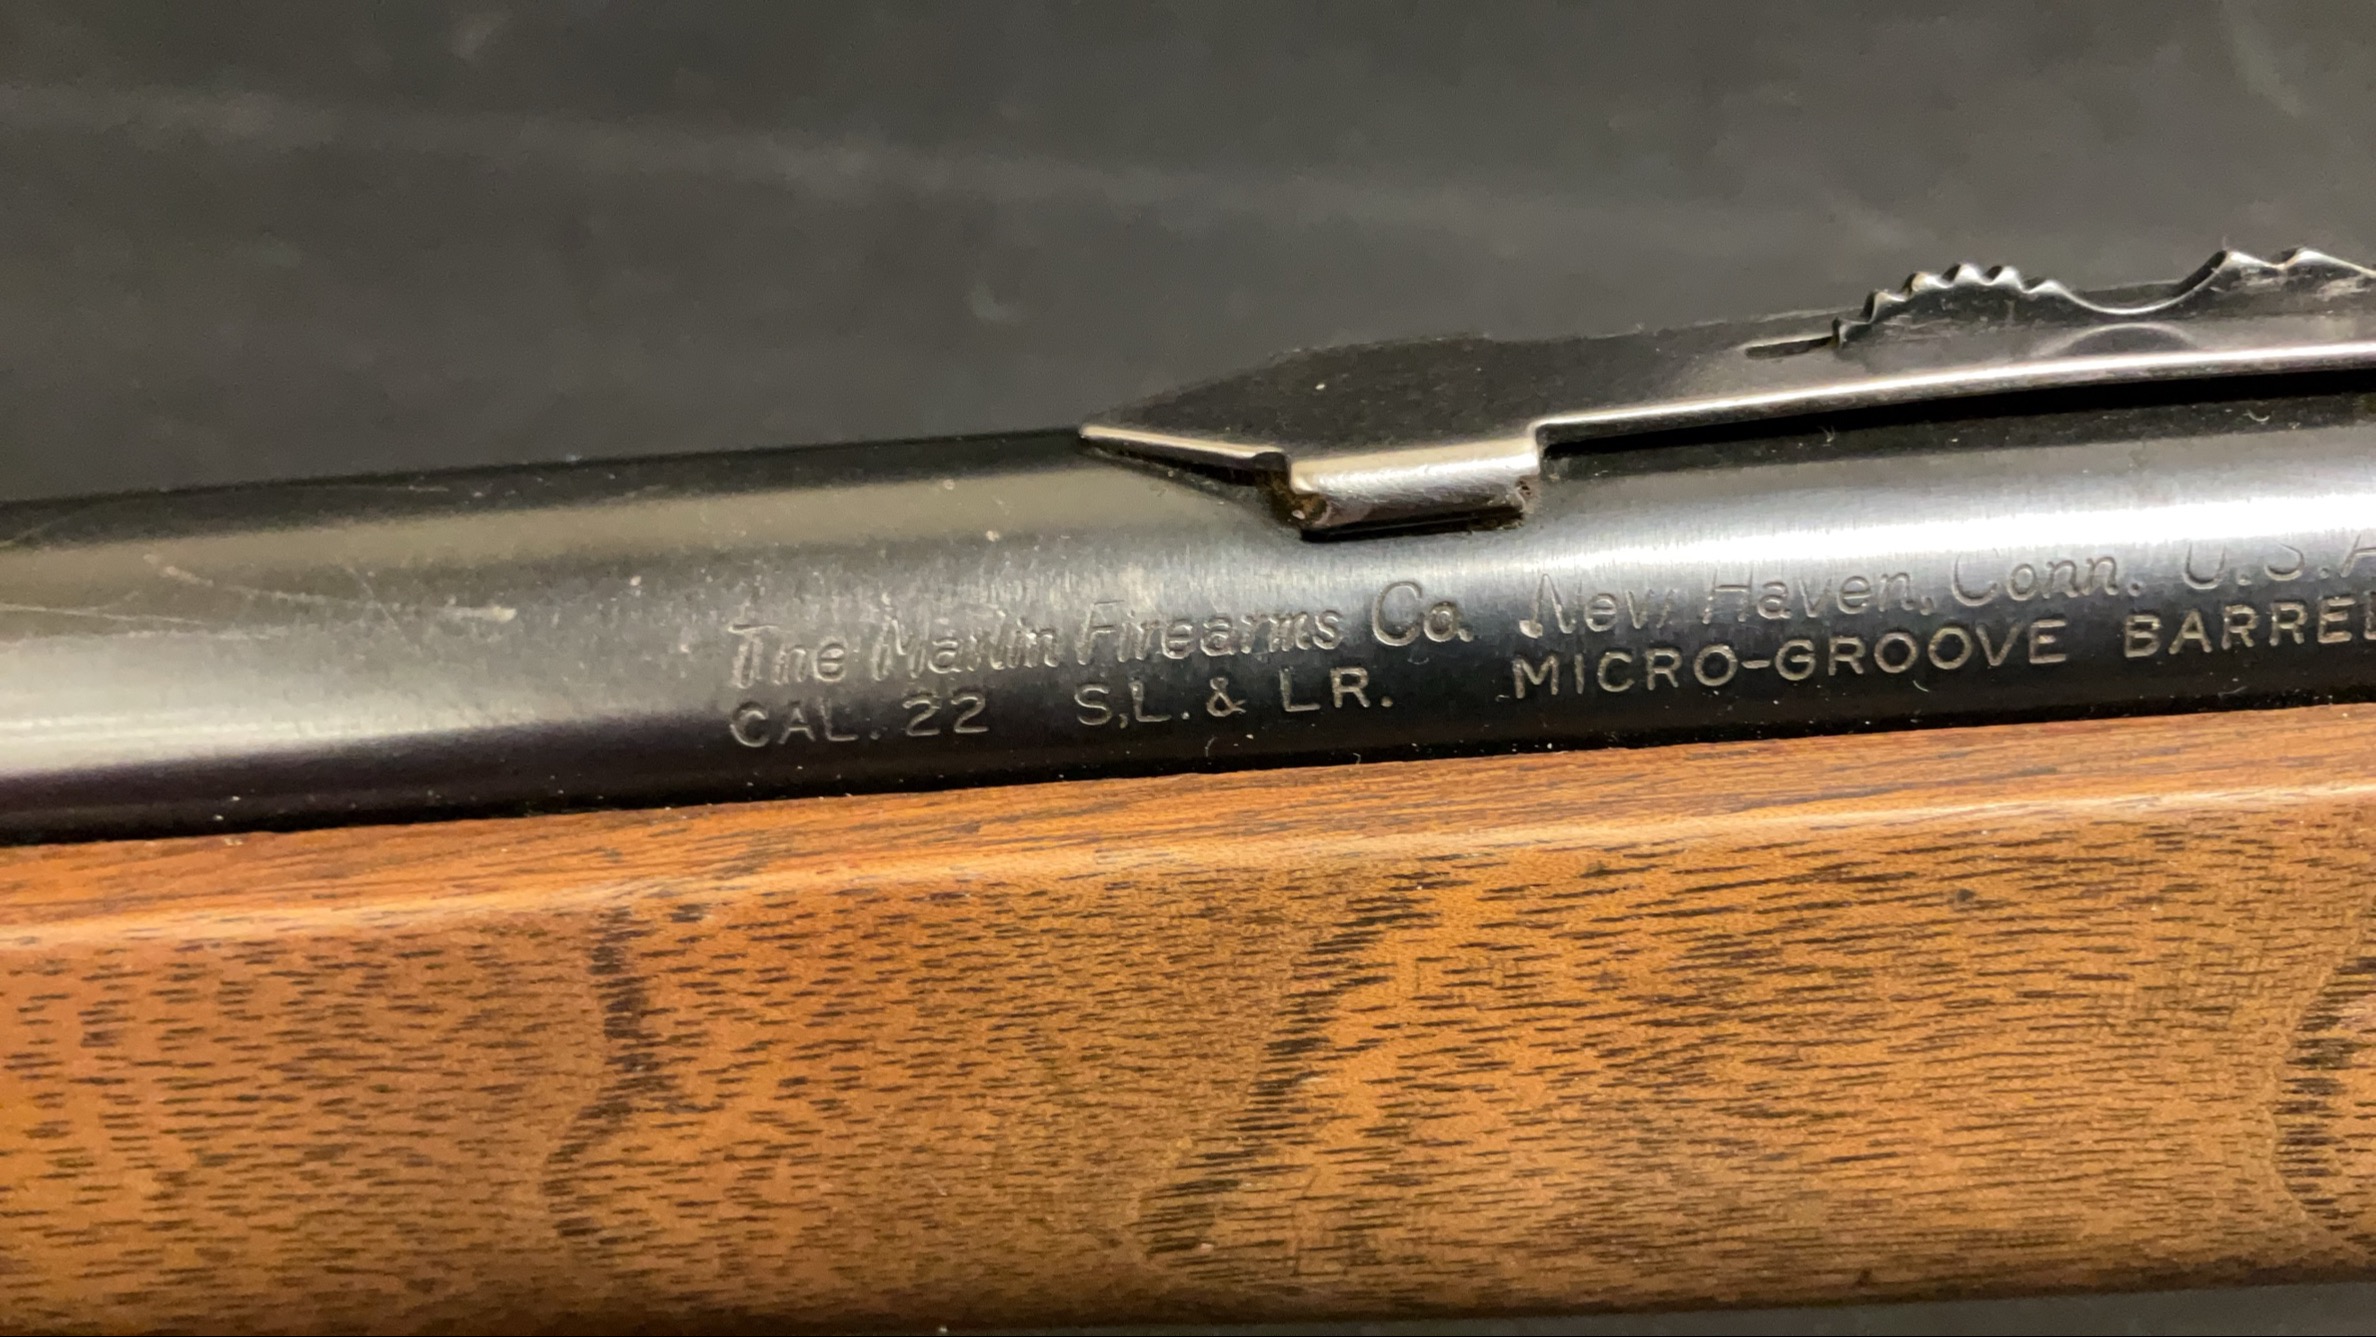 The Marlin Firearms Co. New Haven, Conn. U.S.A
CAL. 22 S,L. & LR. MICRO-GROOVE BARREL